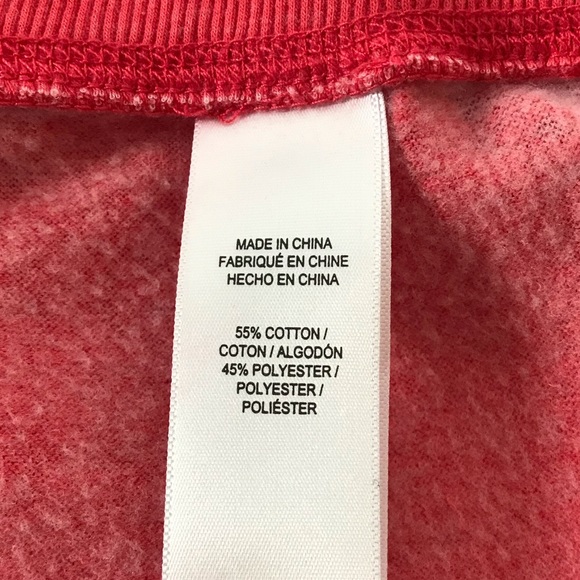 MADE IN CHINA
FABRIQUÉ EN CHINE
HECHO EN CHINA
55% COTTON /
COTON / ALGODÓN
45% POLYESTER /
POLYESTER /
POLIÉSTER